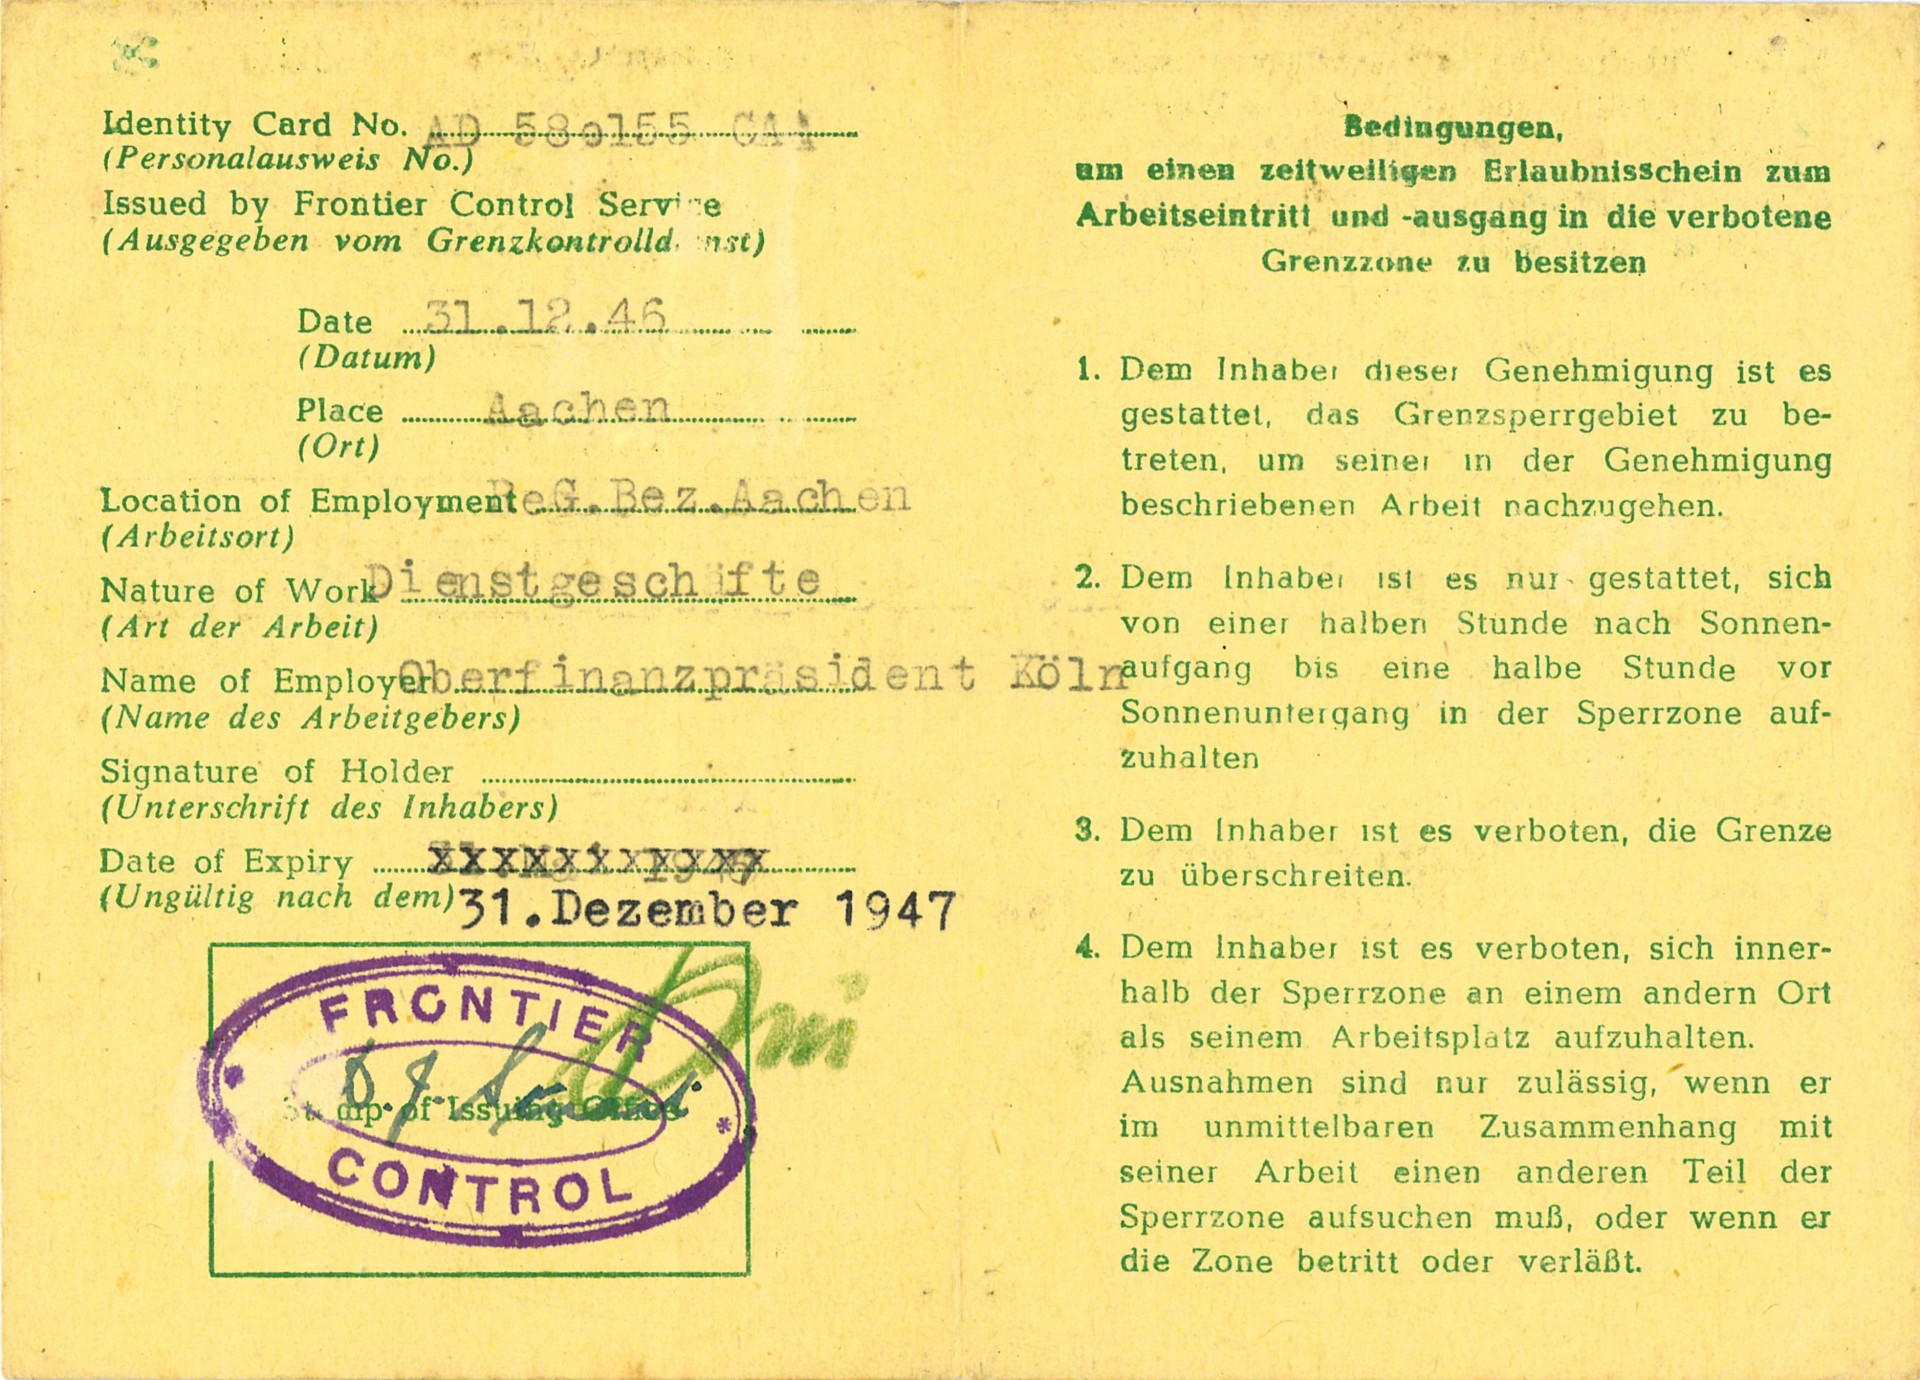 Identity Card No. AD 58o155 CA
(Personalausweis No.)
Issued by Frontier Control Service
(Ausgegeben vom Grenzkontrolldienst)
Date 31.12.46
(Datum)
Place Aachen
(Ort)
Location of Employment ReG.Bez.Aachen
(Arbeitsort)
Nature of Work Dienstgeschäfte
(Art der Arbeit)
Name of Employer Oberfinanzpräsident Köln
(Name des Arbeitgebers)
Signature of Holder
(Unterschrift des Inhabers)
Date of Expiry
(Ungültig nach dem) 31.Dezember 1947
FRONTIER
Stamp of Issuing Office
CONTROL
Bedingungen,
um einen zeitweiligen Erlaubnisschein zum
Arbeitseintritt und -ausgang in die verbotene
Grenzzone zu besitzen
1. Dem Inhaber dieser Genehmigung ist es
gestattet, das Grenzsperrgebiet zu be-
treten, um seiner in der Genehmigung
beschriebenen Arbeit nachzugehen.
2. Dem Inhaber ist es nur gestattet, sich
von einer halben Stunde nach Sonnen-
aufgang bis eine halbe Stunde vor
Sonnenuntergang in der Sperrzone auf-
zuhalten
3. Dem Inhaber ist es verboten, die Grenze
zu überschreiten.
4. Dem Inhaber ist es verboten, sich inner-
halb der Sperrzone an einem andern Ort
als seinem Arbeitsplatz aufzuhalten.
Ausnahmen sind nur zulässig, wenn er
im unmittelbaren Zusammenhang mit
seiner Arbeit einen anderen Teil der
Sperrzone aufsuchen muß, oder wenn er
die Zone betritt oder verläßt.